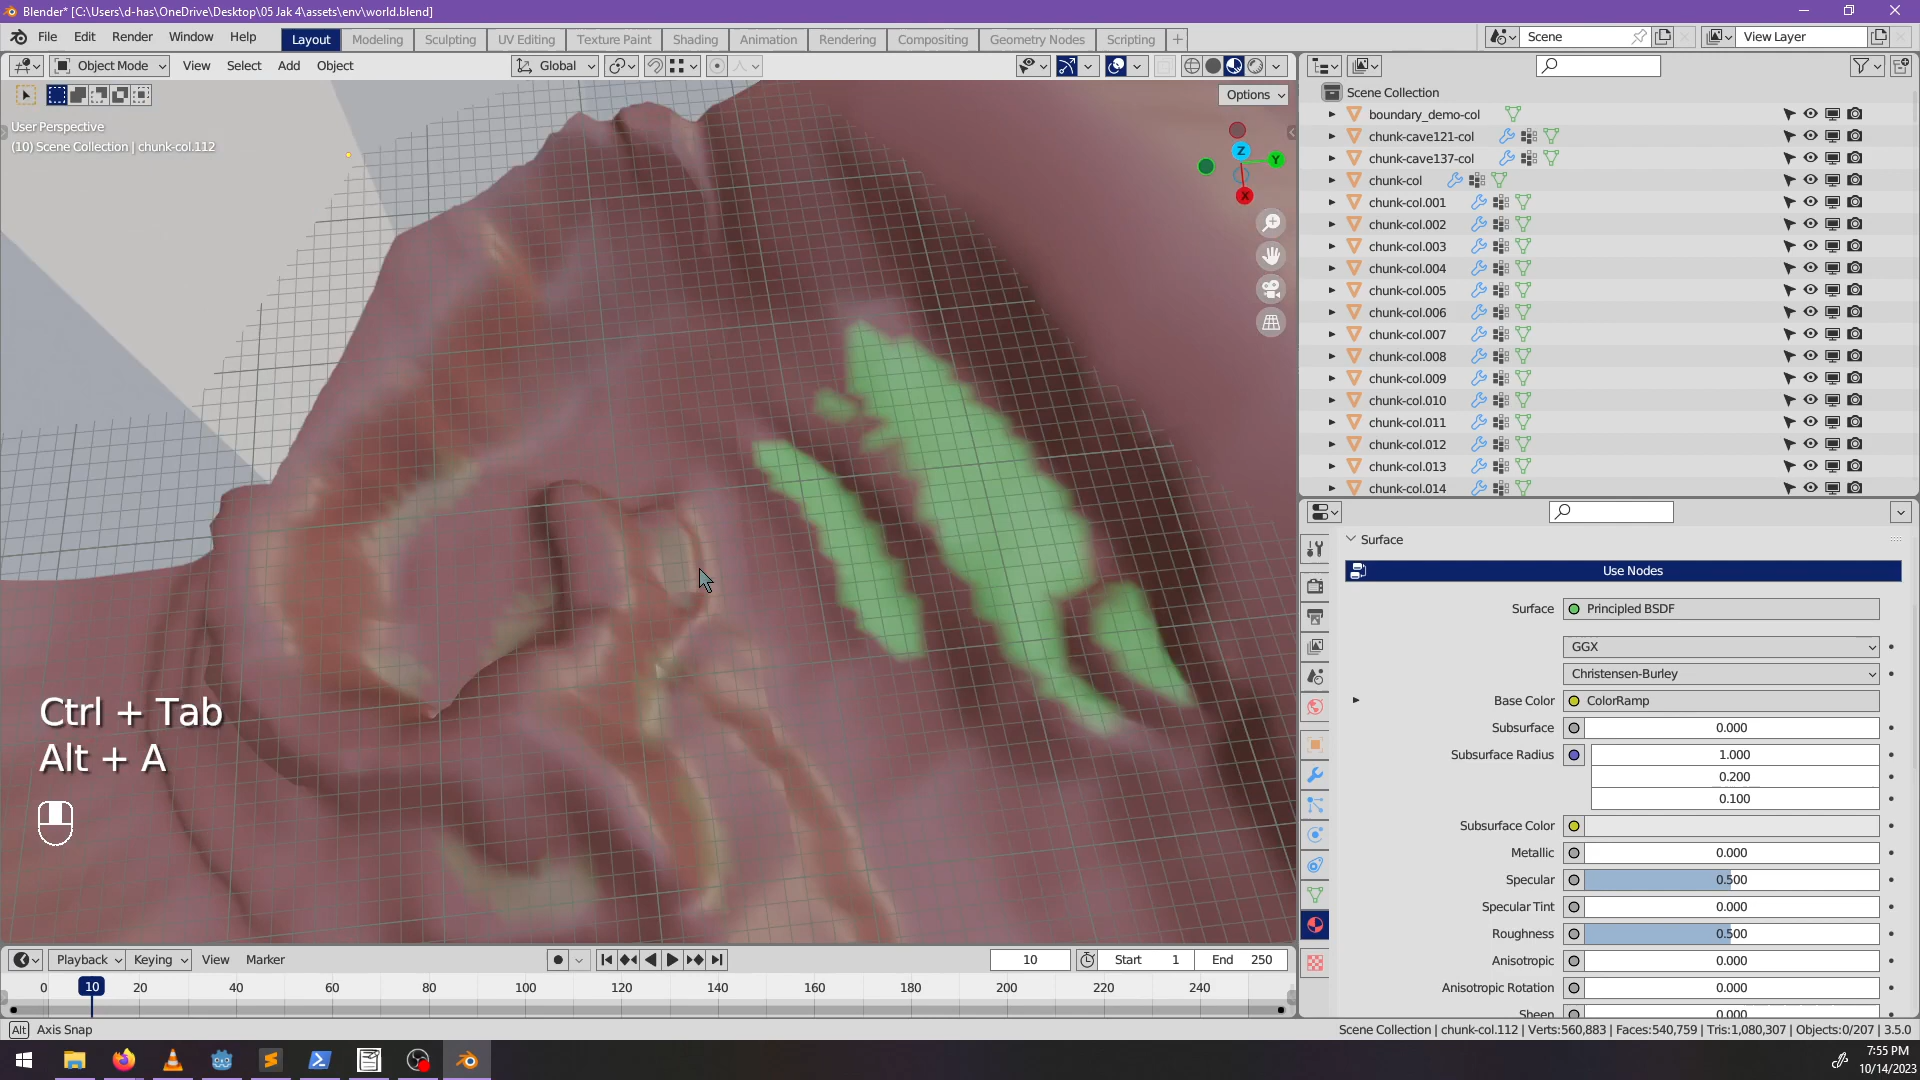 Blender* [C:\Users\d-has\OneDrive\Desktop\05 Jak 4\assets\env\world.blend]
File Edit Render Window Help Layout Modeling Sculpting UV Editing Texture Paint Shading Animation Rendering Compositing Geometry Nodes Scripting + Scene View Layer
Object Mode View Select Add Object Global
Options
User Perspective
(10) Scene Collection | chunk-col.112
Z
Y
X
Scene Collection
boundary_demo-col
chunk-cave121-col
chunk-cave137-col
chunk-col
chunk-col.001
chunk-col.002
chunk-col.003
chunk-col.004
chunk-col.005
chunk-col.006
chunk-col.007
chunk-col.008
chunk-col.009
chunk-col.010
chunk-col.011
chunk-col.012
chunk-col.013
chunk-col.014
Surface
Use Nodes
Surface Principled BSDF
GGX
Christensen-Burley
Base Color ColorRamp
Subsurface 0.000
Subsurface Radius 1.000
0.200
0.100
Subsurface Color
Metallic 0.000
Specular 0.500
Specular Tint 0.000
Roughness 0.500
Anisotropic 0.000
Anisotropic Rotation 0.000
Sheen 0.000
Ctrl + Tab
Alt + A
Playback Keying View Marker 10 Start 1 End 250
0 10 20 40 60 80 100 120 140 160 180 200 220 240
Alt Axis Snap
Scene Collection | chunk-col.112 | Verts:560,883 | Faces:540,759 | Tris:1,080,307 | Objects:0/207 | 3.5.0
7:55 PM
10/14/2023